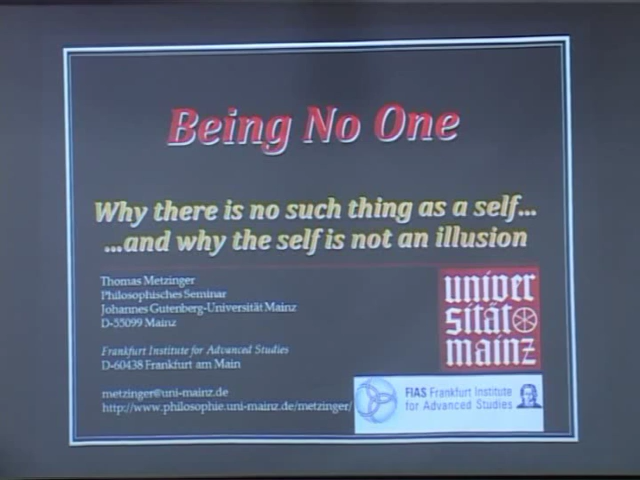 Being No One
Why there is no such thing as a self...
...and why the self is not an illusion
Thomas Metzinger
Philosophisches Seminar
Johannes Gutenberg-Universität Mainz
D-55099 Mainz
Frankfurt Institute for Advanced Studies
D-60438 Frankfurt am Main
metzinger@uni-mainz.de
http://www.philosophie.uni-mainz.de/metzinger/
univer
sität
mainz
FIAS Frankfurt Institute
for Advanced Studies